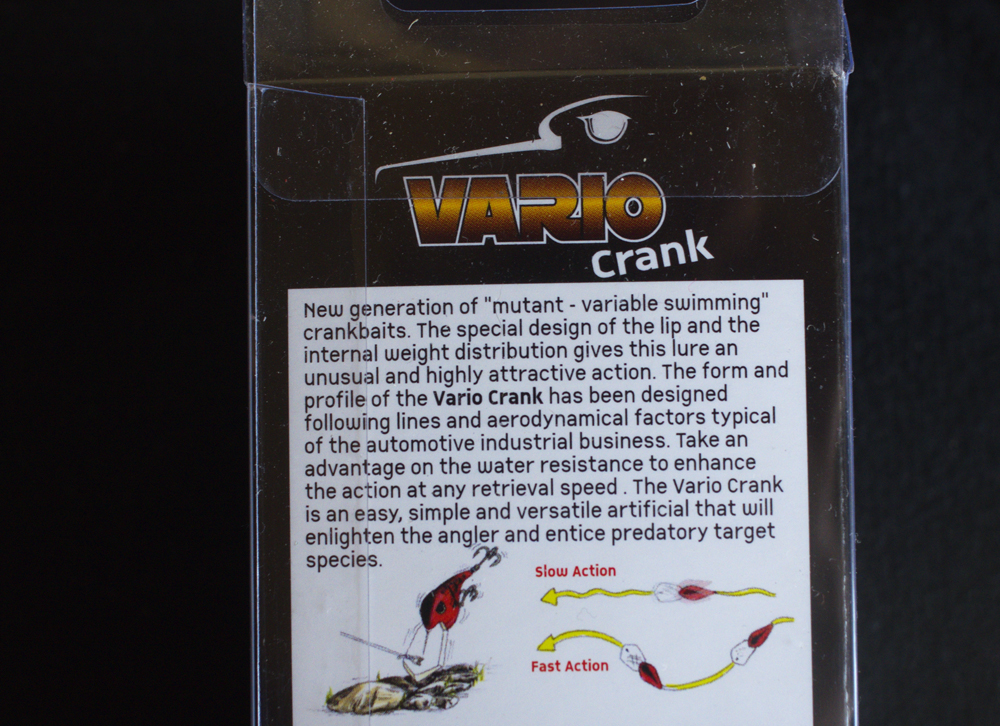 VARIO
Crank
New generation of "mutant - variable swimming"
crankbaits. The special design of the lip and the
internal weight distribution gives this lure an
unusual and highly attractive action. The form and
profile of the Vario Crank has been designed
following lines and aerodynamical factors typical
of the automotive industrial business. Take an
advantage on the water resistance to enhance
the action at any retrieval speed . The Vario Crank
is an easy, simple and versatile artificial that will
enlighten the angler and entice predatory target
species.
Slow Action
Fast Action